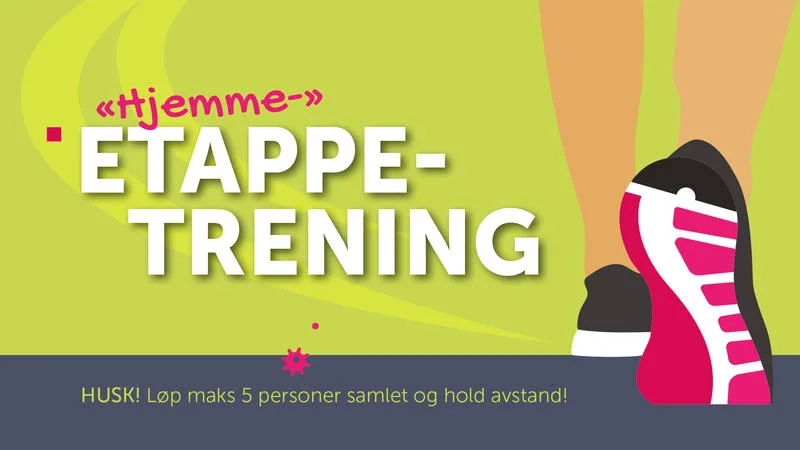 «Hjemme-»
ETAPPE-
TRENING
HUSK! Løp maks 5 personer samlet og hold avstand!